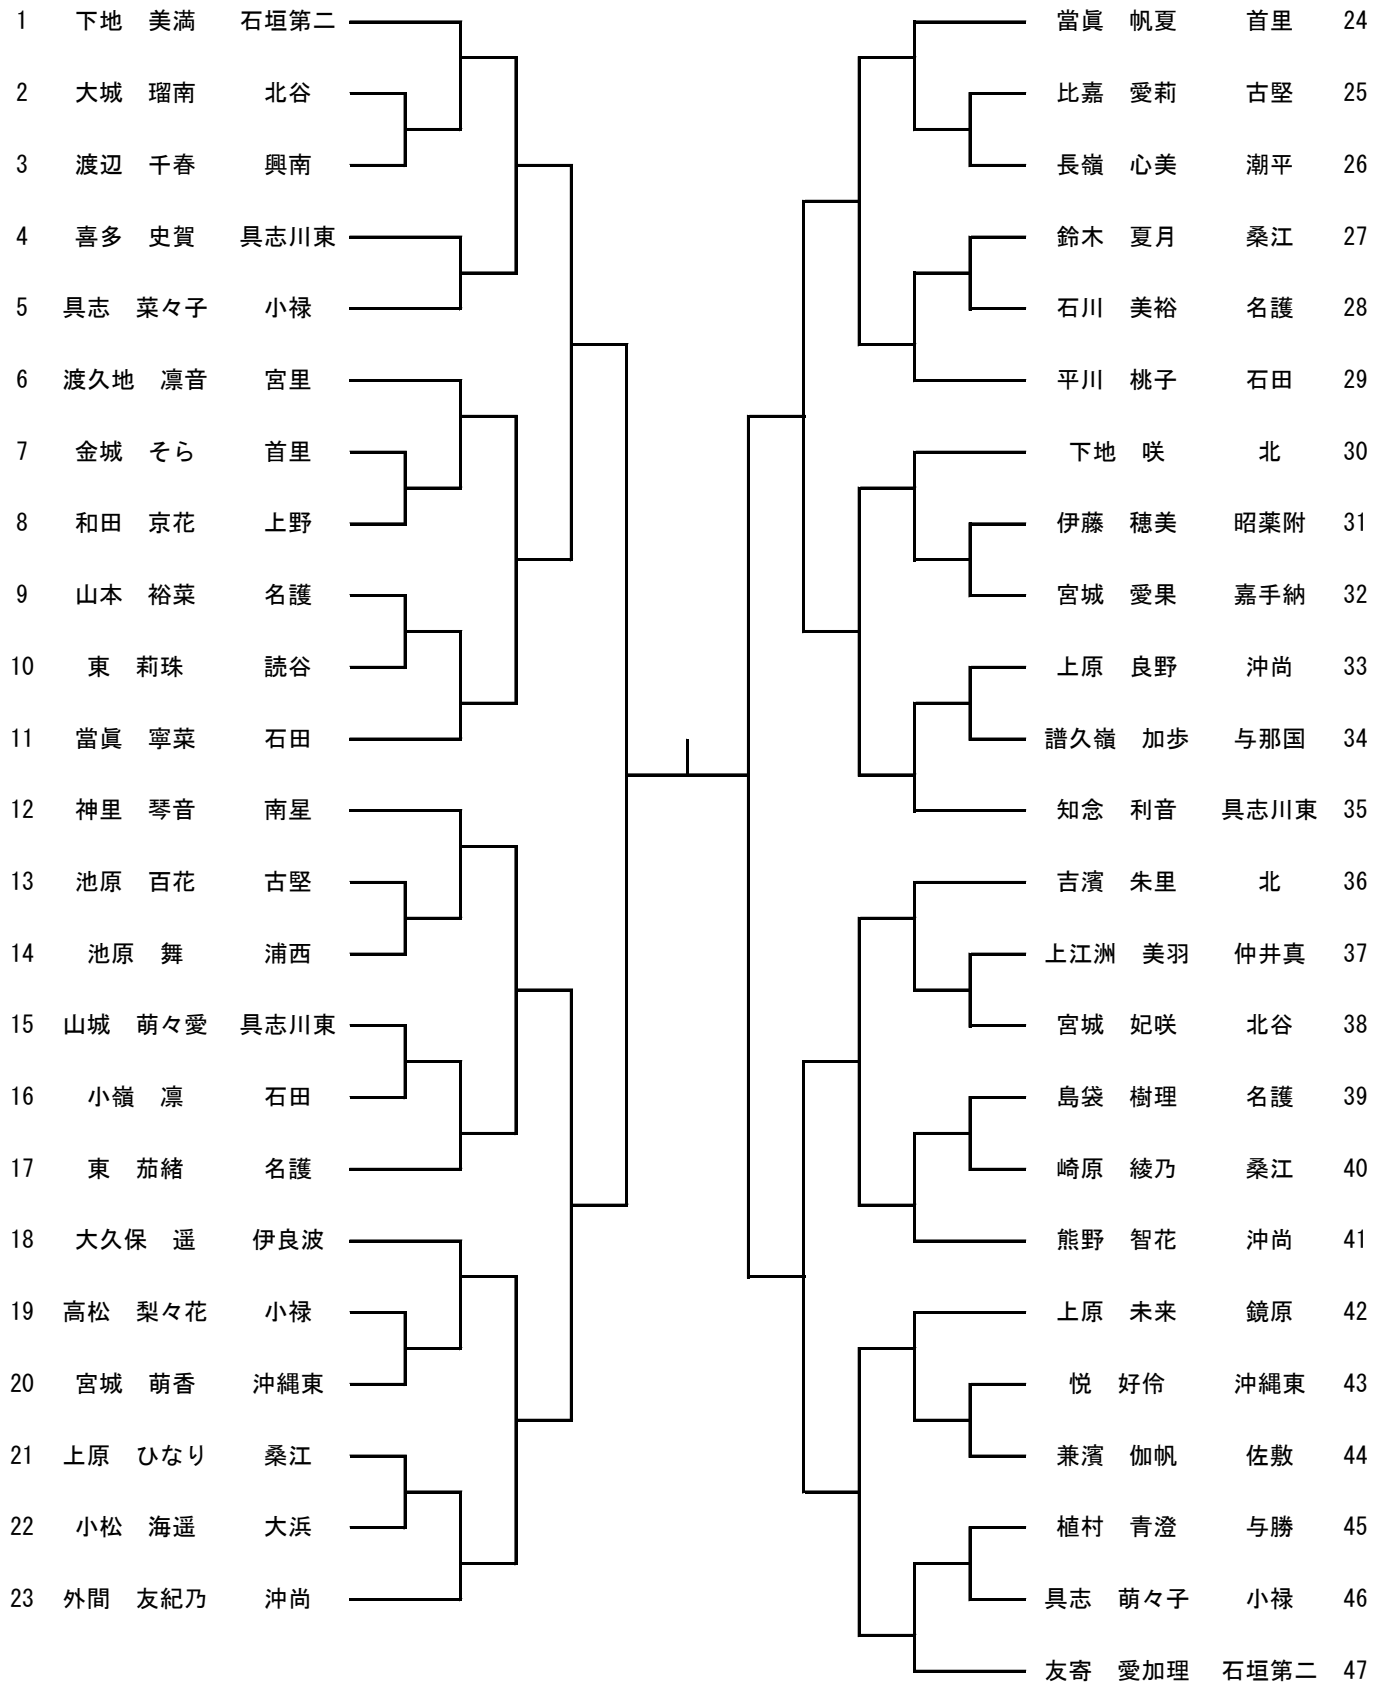 1 下地 美満 石垣第二
2 大城 瑠南 北谷
3 渡辺 千春 興南
4 喜多 史賀 具志川東
5 具志 菜々子 小禄
6 渡久地 凛音 宮里
7 金城 そら 首里
8 和田 京花 上野
9 山本 裕菜 名護
10 東 莉珠 読谷
11 當眞 寧菜 石田
12 神里 琴音 南星
13 池原 百花 古堅
14 池原 舞 浦西
15 山城 萌々愛 具志川東
16 小嶺 凛 石田
17 東 茄緒 名護
18 大久保 遥 伊良波
19 高松 梨々花 小禄
20 宮城 萌香 沖縄東
21 上原 ひなり 桑江
22 小松 海遥 大浜
23 外間 友紀乃 沖尚
當眞 帆夏 首里 24
比嘉 愛莉 古堅 25
長嶺 心美 潮平 26
鈴木 夏月 桑江 27
石川 美裕 名護 28
平川 桃子 石田 29
下地 咲 北 30
伊藤 穂美 昭薬附 31
宮城 愛果 嘉手納 32
上原 良野 沖尚 33
譜久嶺 加歩 与那国 34
知念 利音 具志川東 35
吉濱 朱里 北 36
上江洲 美羽 仲井真 37
宮城 妃咲 北谷 38
島袋 樹理 名護 39
崎原 綾乃 桑江 40
熊野 智花 沖尚 41
上原 未来 鏡原 42
悦 好伶 沖縄東 43
兼濱 伽帆 佐敷 44
植村 青澄 与勝 45
具志 萌々子 小禄 46
友寄 愛加理 石垣第二 47